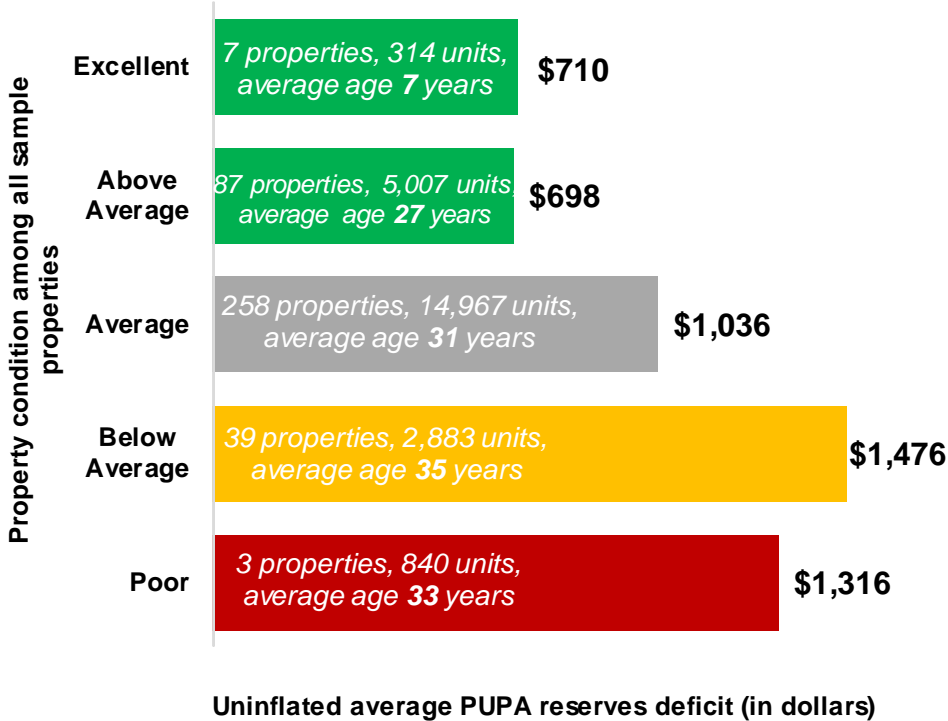 Property condition among all sample
properties
Excellent
7 properties, 314 units,
average age 7 years
$710
Above
Average
87 properties, 5,007 units,
average age 27 years
$698
Average
258 properties, 14,967 units,
average age 31 years
$1,036
Below
Average
39 properties, 2,883 units,
average age 35 years
$1,476
Poor
3 properties, 840 units,
average age 33 years
$1,316
Uninflated average PUPA reserves deficit (in dollars)